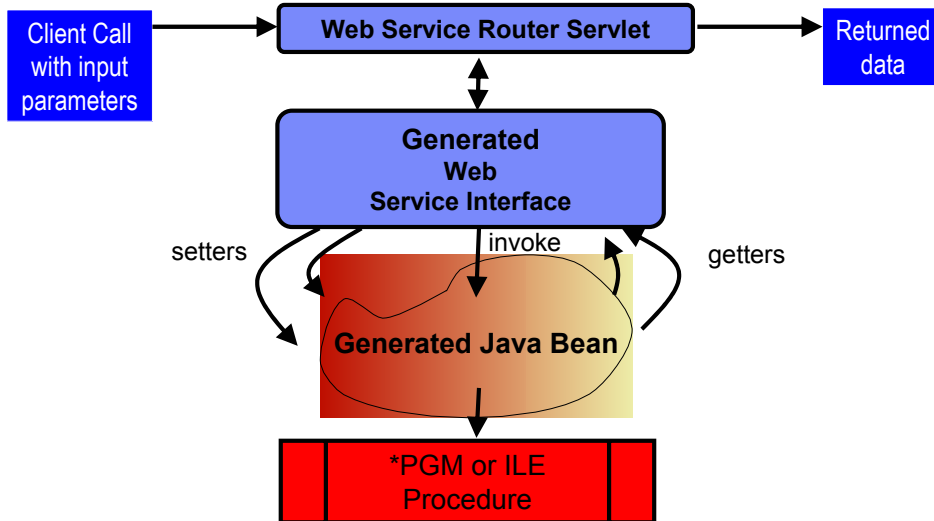 Client Call
with input
parameters
Web Service Router Servlet
Returned
data
Generated
Web
Service Interface
setters
invoke
getters
Generated Java Bean
*PGM or ILE
Procedure